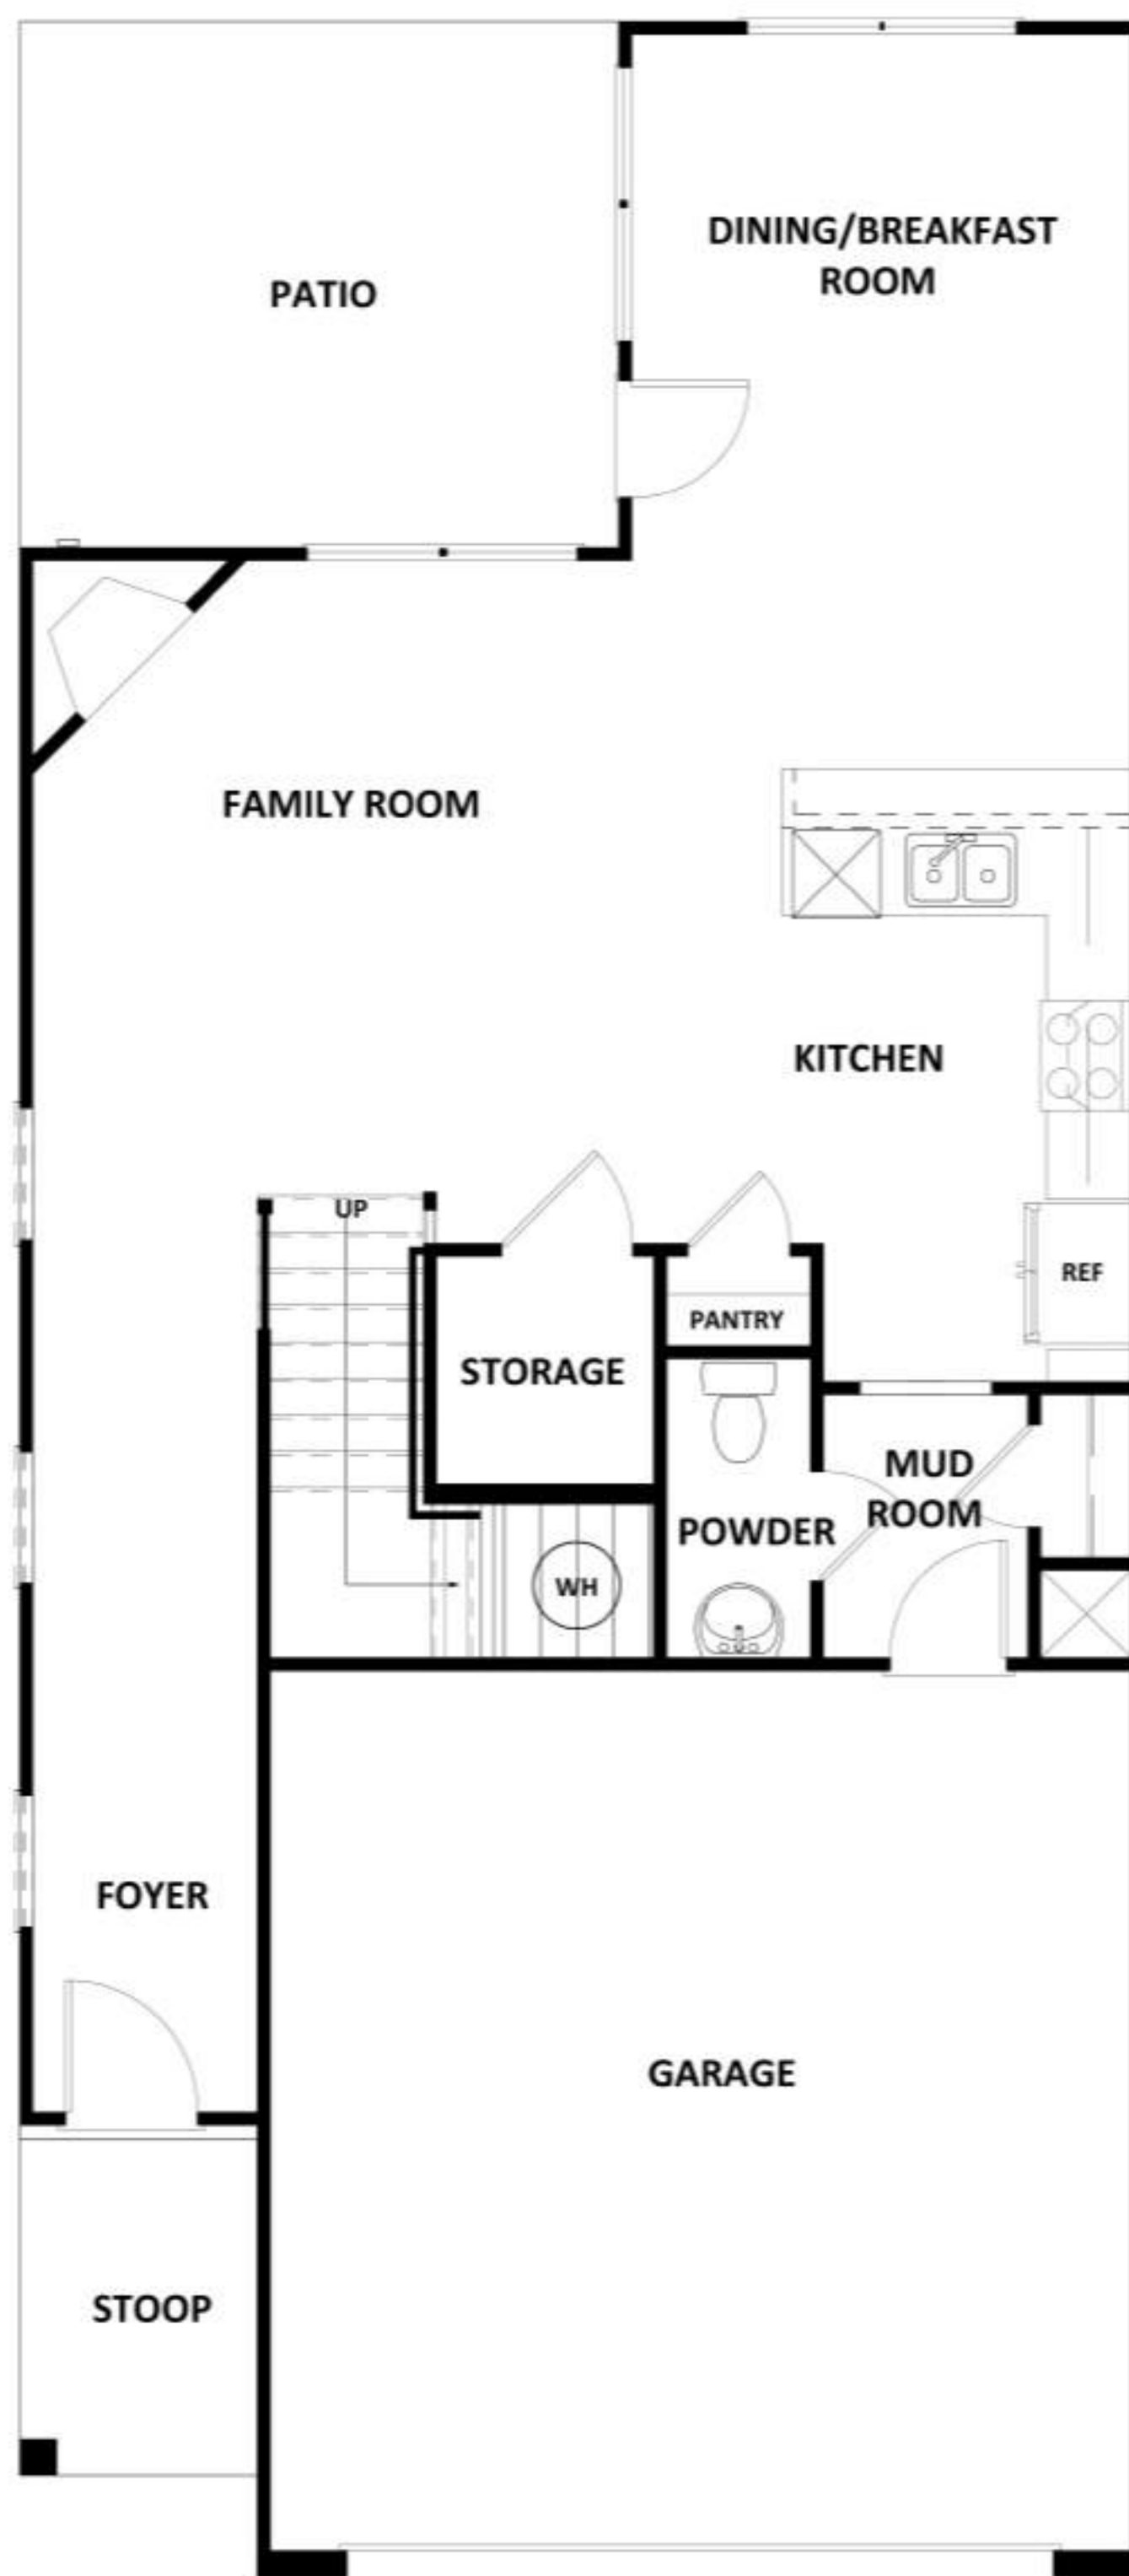 DINING/BREAKFAST
ROOM
PATIO
FAMILY ROOM
KITCHEN
UP
REF
PANTRY
STORAGE
MUD
ROOM
POWDER
WH
FOYER
GARAGE
STOOP